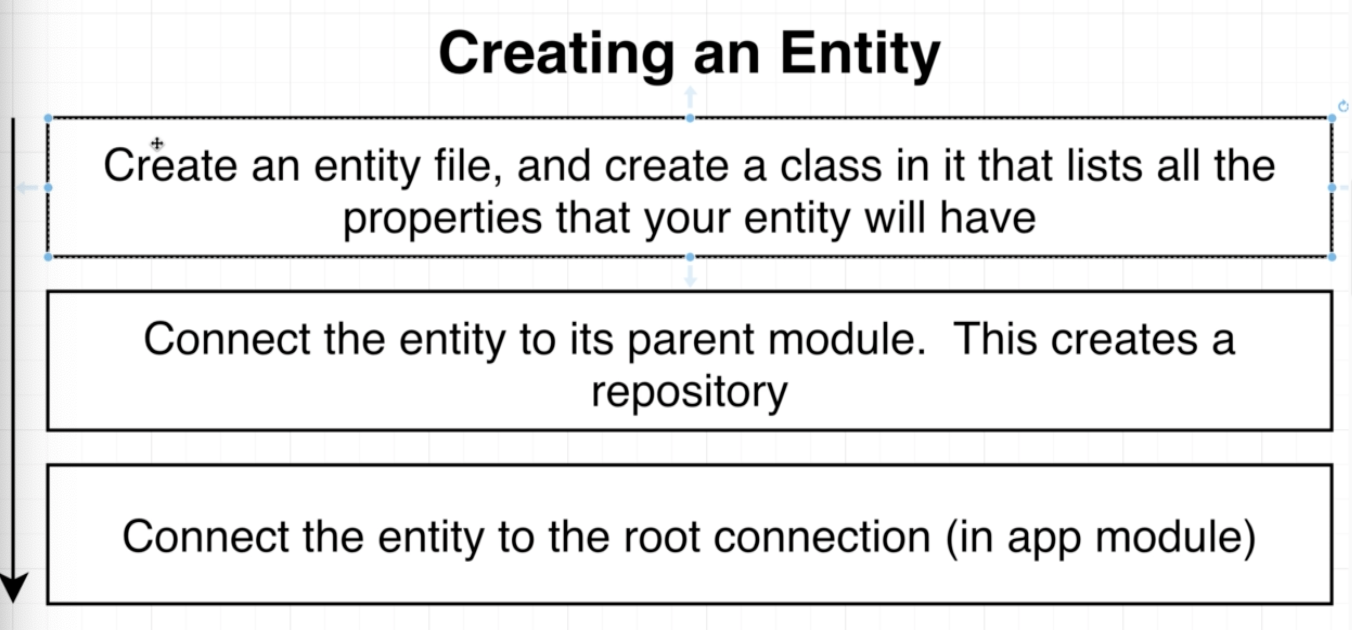 Creating an Entity
Create an entity file, and create a class in it that lists all the
properties that your entity will have
Connect the entity to its parent module.  This creates a
repository
Connect the entity to the root connection (in app module)